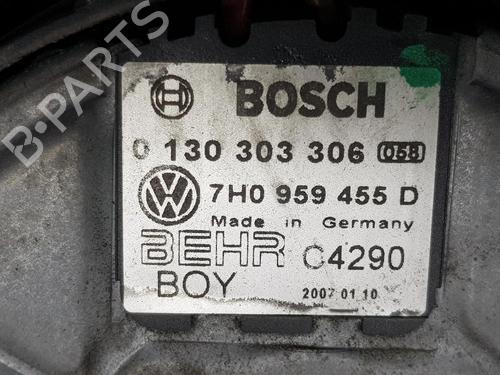 BOSCH
0 130 303 306 058
7H0 959 455 D
Made in Germany
BEHR C4290
BOY 2007 01 10
B-PARTS